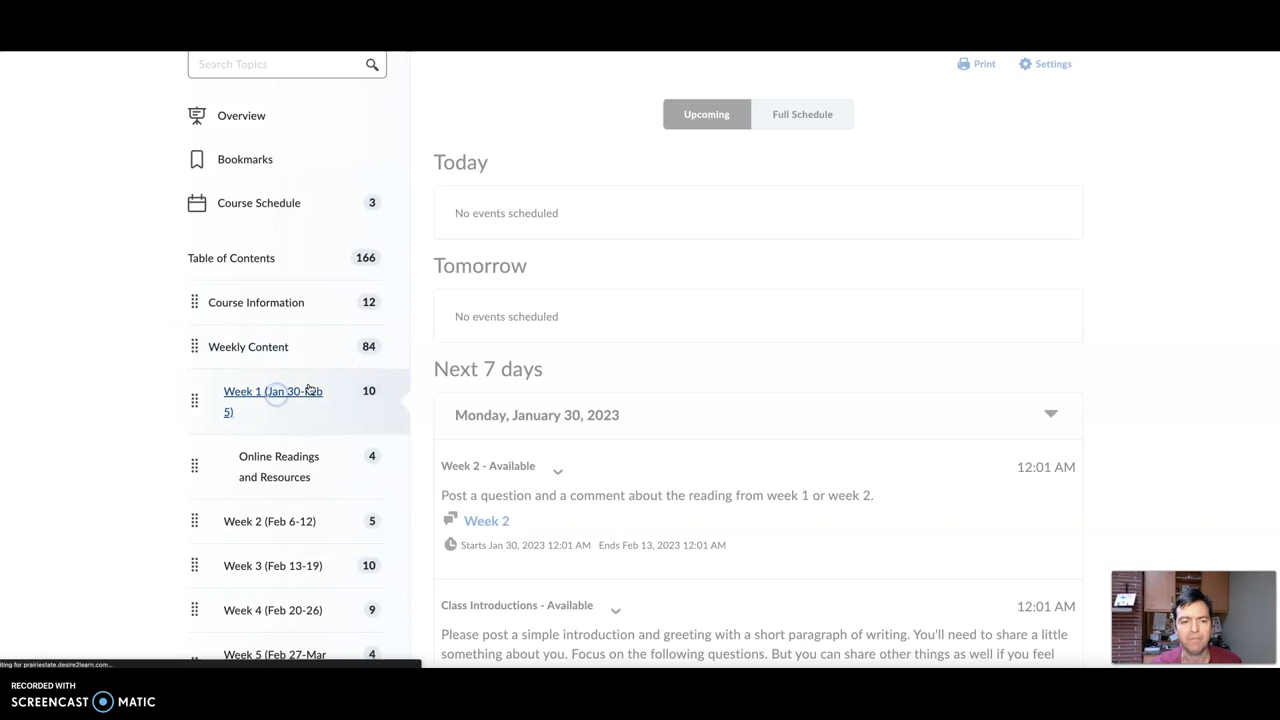 Search Topics
Print
Settings
Overview
Upcoming
Full Schedule
Bookmarks
Today
Course Schedule
3
No events scheduled
Table of Contents
166
Tomorrow
Course Information
12
No events scheduled
Weekly Content
84
Next 7 days
Week 1 (Jan 30-Feb
5)
10
Monday, January 30, 2023
Online Readings
and Resources
4
Week 2 - Available
12:01 AM
Post a question and a comment about the reading from week 1 or week 2.
Week 2 (Feb 6-12)
5
Week 2
Starts Jan 30, 2023 12:01 AM Ends Feb 13, 2023 12:01 AM
Week 3 (Feb 13-19)
10
Week 4 (Feb 20-26)
9
Class Introductions - Available
12:01 AM
Please post a simple introduction and greeting with a short paragraph of writing. You'll need to share a little
something about you. Focus on the following questions. But you can share other things as well if you feel
Week 5 (Feb 27-Mar
4
iting for prairiestate.desire2learn.com...
RECORDED WITH
SCREENCAST MATIC